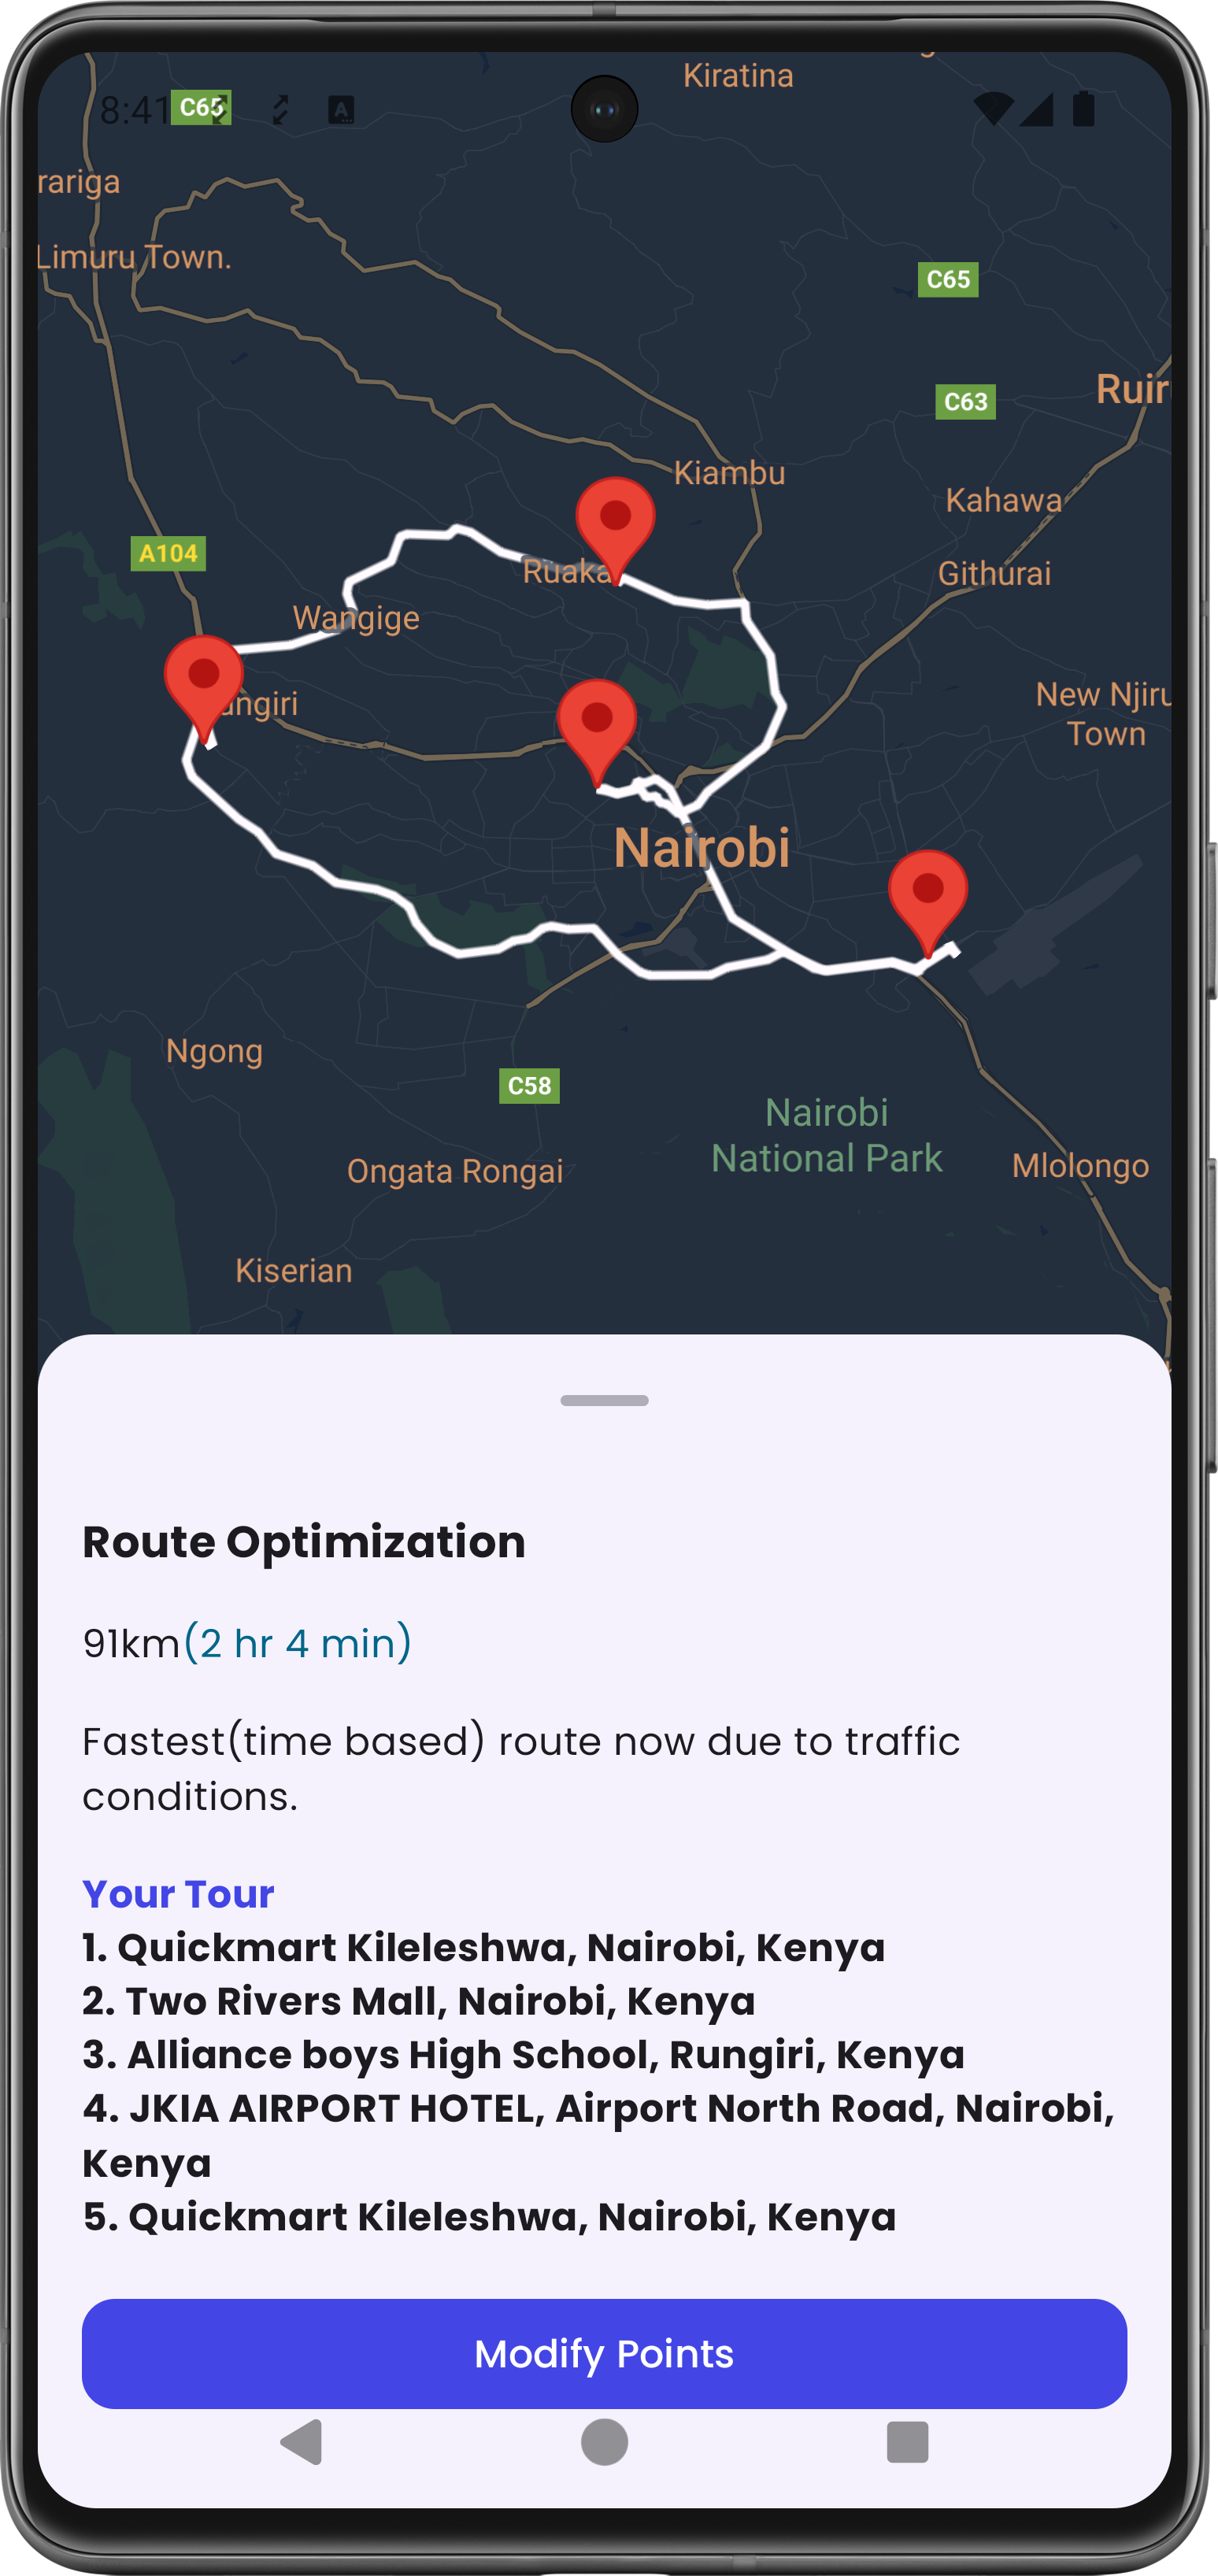 Kiratina
8:41
C65
rariga
Limuru Town.
C65
C63
Kiambu
Kahawa
A104
Ruaka
Githurai
Wangige
New Njiru
Town
Nairobi
Ngong
C58
Nairobi
National Park
Ongata Rongai
Mlolongo
Kiserian
Route Optimization
91km(2 hr 4 min)
Fastest(time based) route now due to traffic
conditions.
Your Tour
1. Quickmart Kileleshwa, Nairobi, Kenya
2. Two Rivers Mall, Nairobi, Kenya
3. Alliance boys High School, Rungiri, Kenya
4. JKIA AIRPORT HOTEL, Airport North Road, Nairobi,
Kenya
5. Quickmart Kileleshwa, Nairobi, Kenya
Modify Points